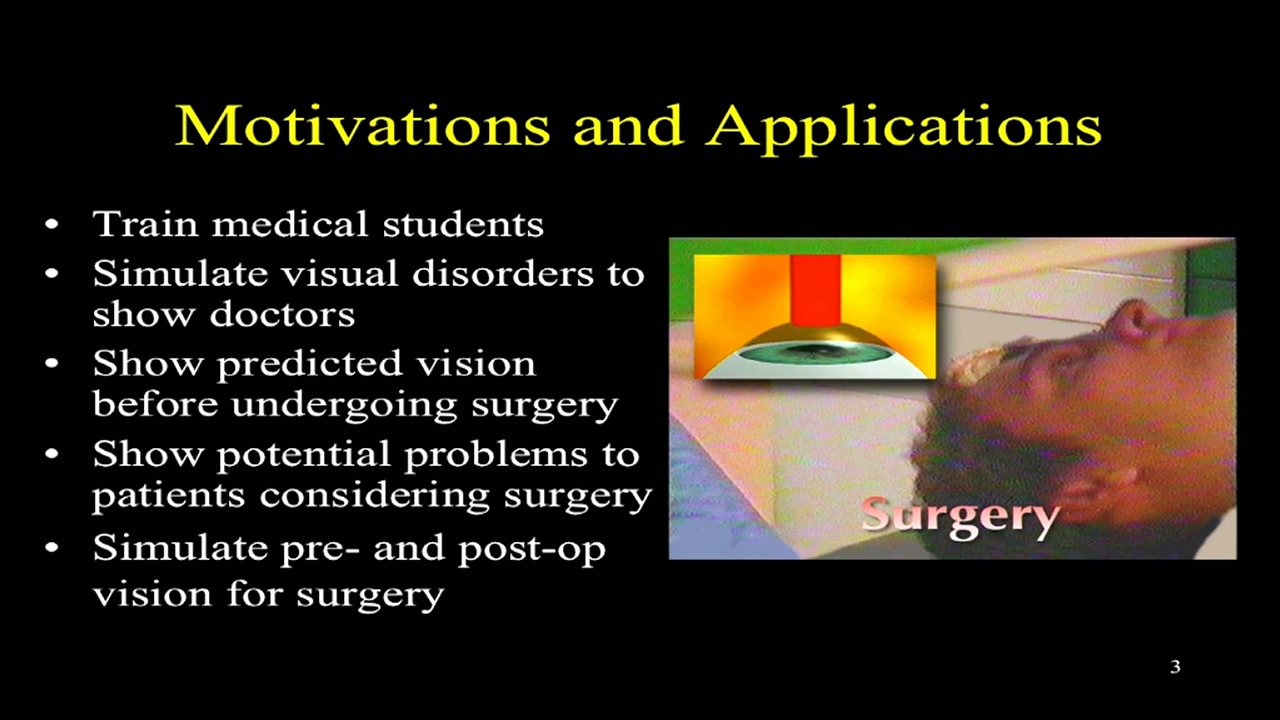 Motivations and Applications
• Train medical students
• Simulate visual disorders to
show doctors
• Show predicted vision
before undergoing surgery
• Show potential problems to
patients considering surgery
• Simulate pre- and post-op
vision for surgery
Surgery
3